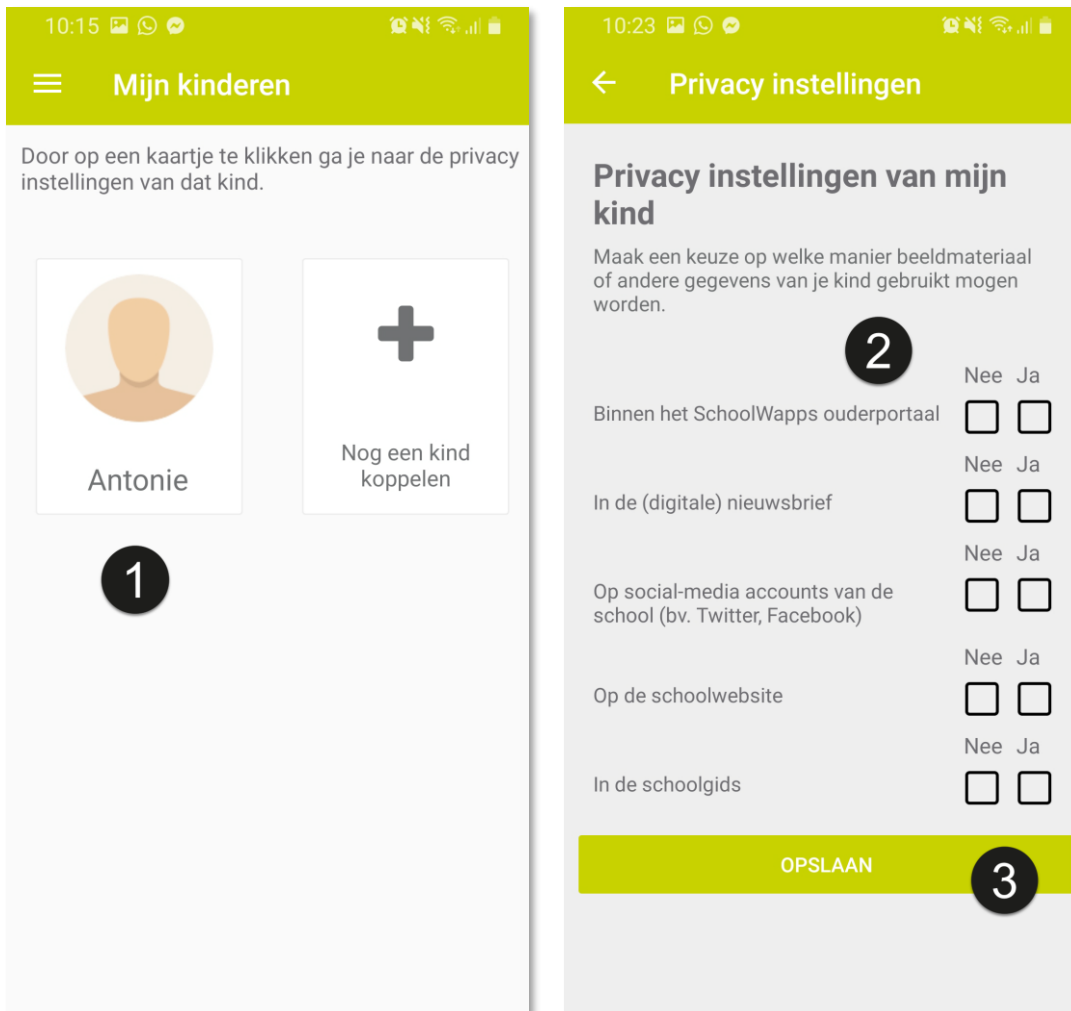 10:15
Mijn kinderen
Door op een kaartje te klikken ga je naar de privacy
instellingen van dat kind.
Antonie
Nog een kind
koppelen
1
10:23
Privacy instellingen
Privacy instellingen van mijn
kind
Maak een keuze op welke manier beeldmateriaal
of andere gegevens van je kind gebruikt mogen
worden.
2
Nee Ja
Binnen het SchoolWapps ouderportaal
Nee Ja
In de (digitale) nieuwsbrief
Nee Ja
Op social-media accounts van de
school (bv. Twitter, Facebook)
Nee Ja
Op de schoolwebsite
Nee Ja
In de schoolgids
OPSLAAN
3